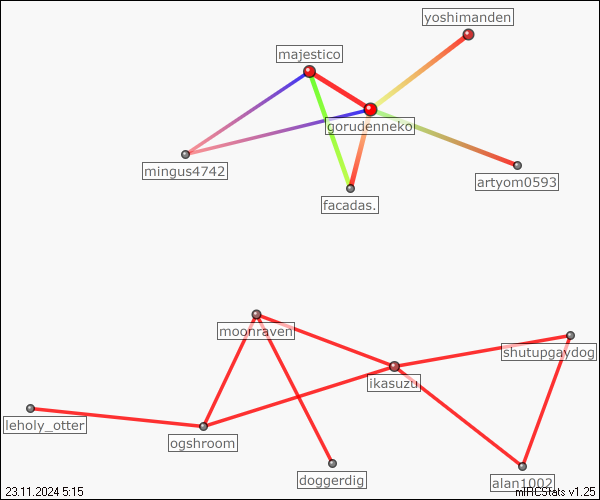 yoshimanden
majestico
gorudenneko
mingus4742
artyom0593
facadas.
moonraven
shutupgaydog
ikasuzu
leholy_otter
ogshroom
doggerdig
alan1002
23.11.2024 5:15
mIRCStats v1.25